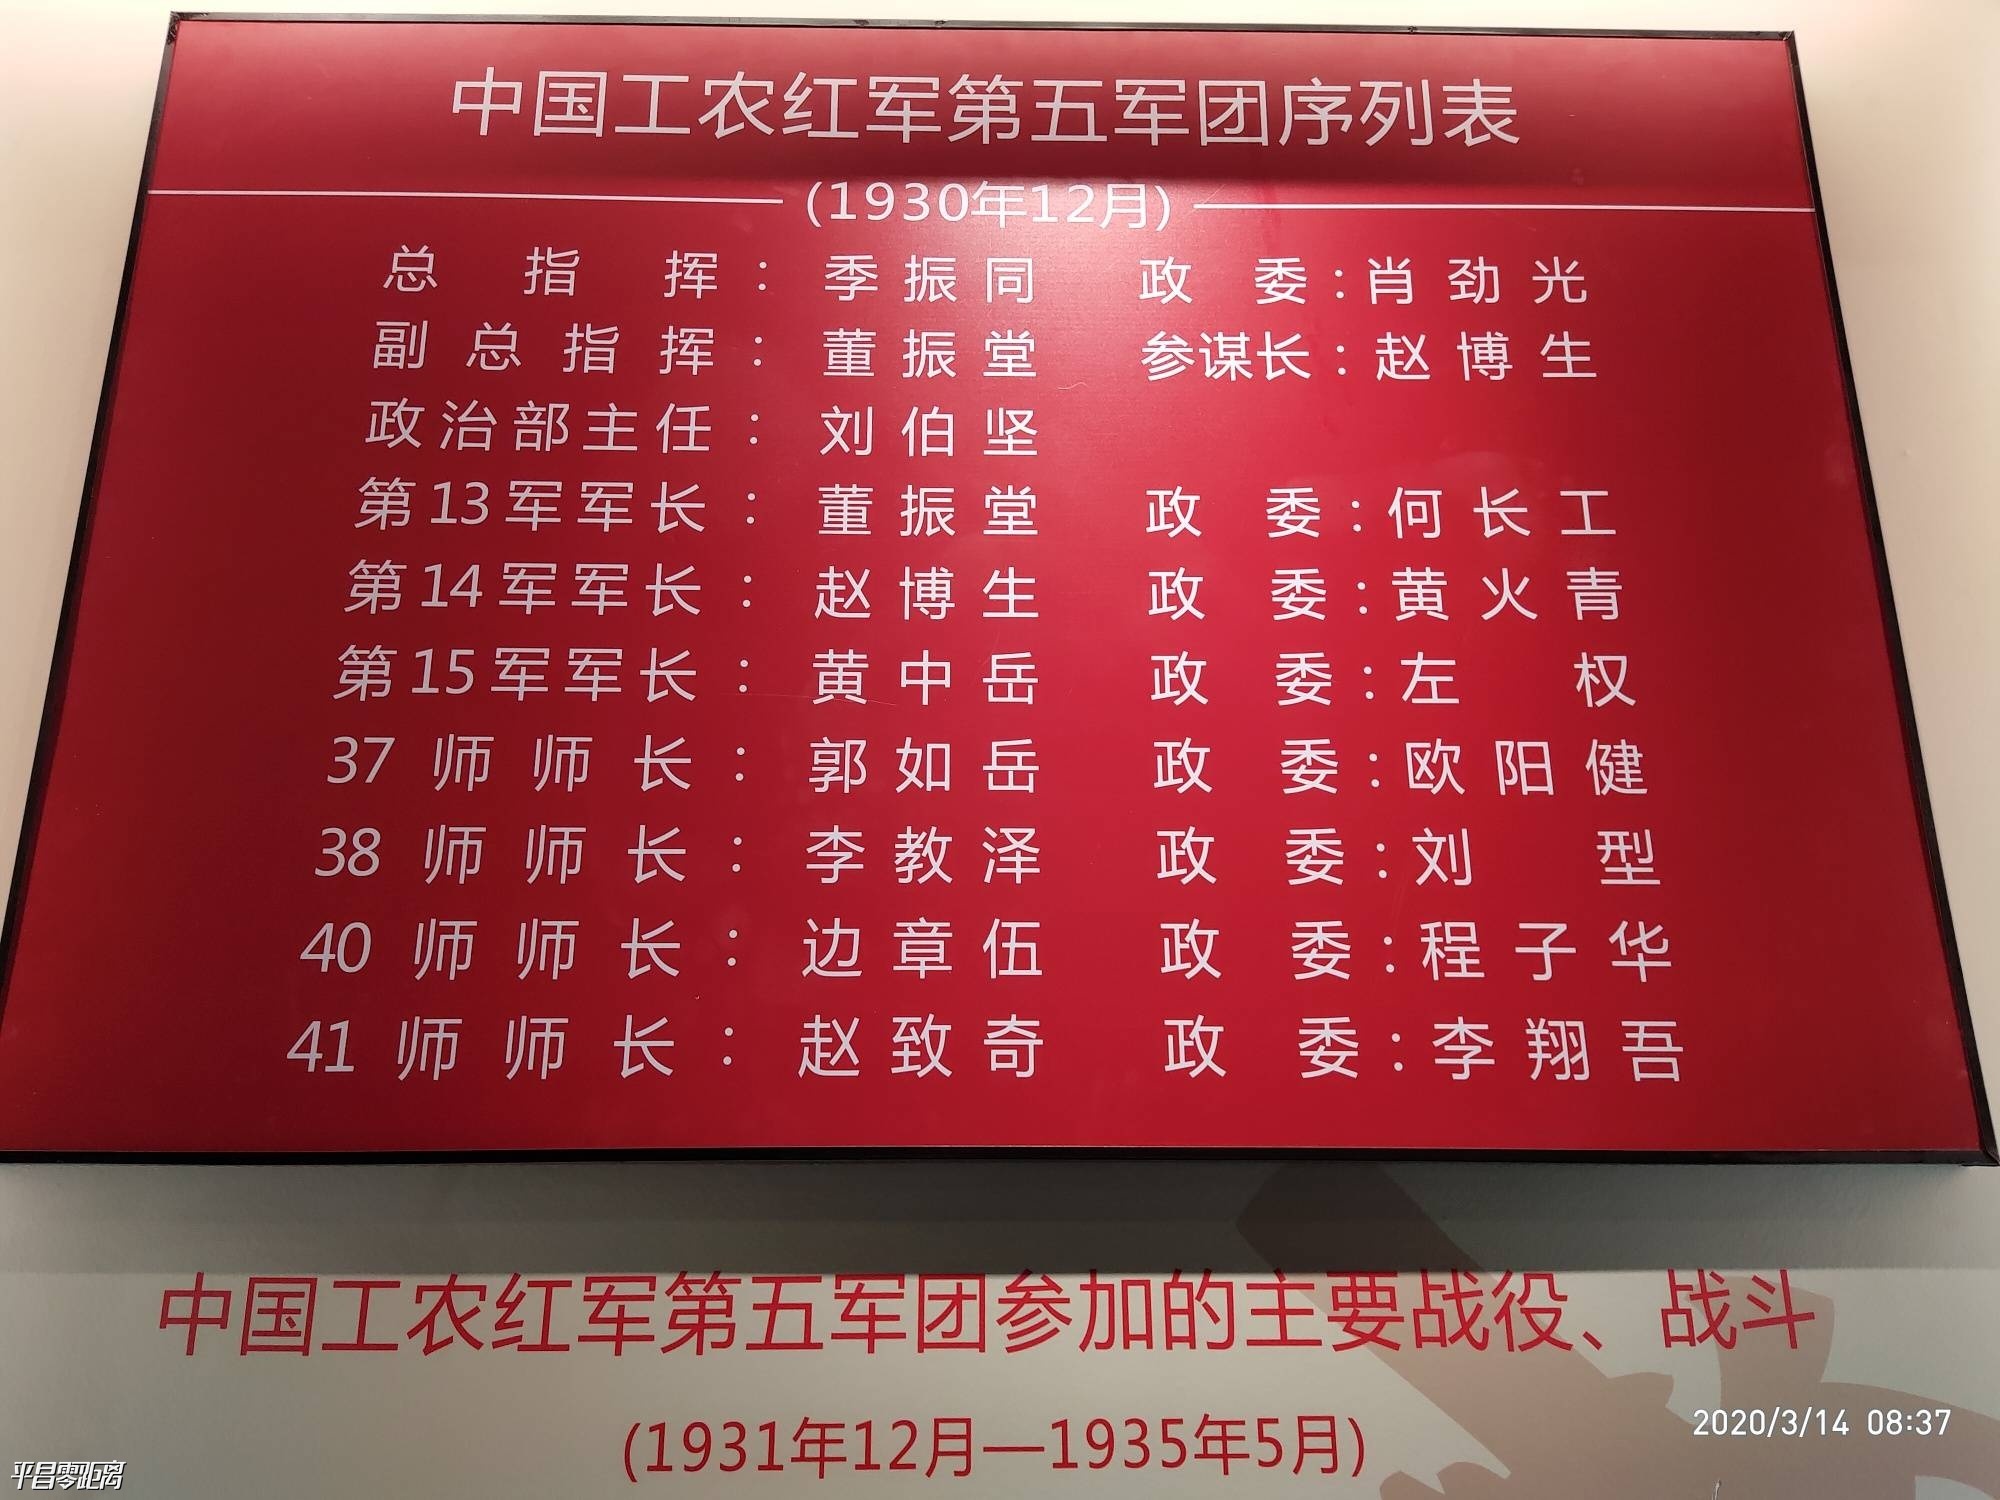 中国工农红军第五军团序列表
(1930年12月)
总指挥：季振同 政委：肖劲光
副总指挥：董振堂 参谋长：赵博生
政治部主任：刘伯坚
第13军军长：董振堂 政委：何长工
第14军军长：赵博生 政委：黄火青
第15军军长：黄中岳 政委：左权
37师师长：郭如岳 政委：欧阳健
38师师长：李教泽 政委：刘型
40师师长：边章伍 政委：程子华
41师师长：赵致奇 政委：李翔吾
中国工农红军第五军团参加的主要战役、战斗
(1931年12月—1935年5月)
2020/3/14 08:37
平昌零距离